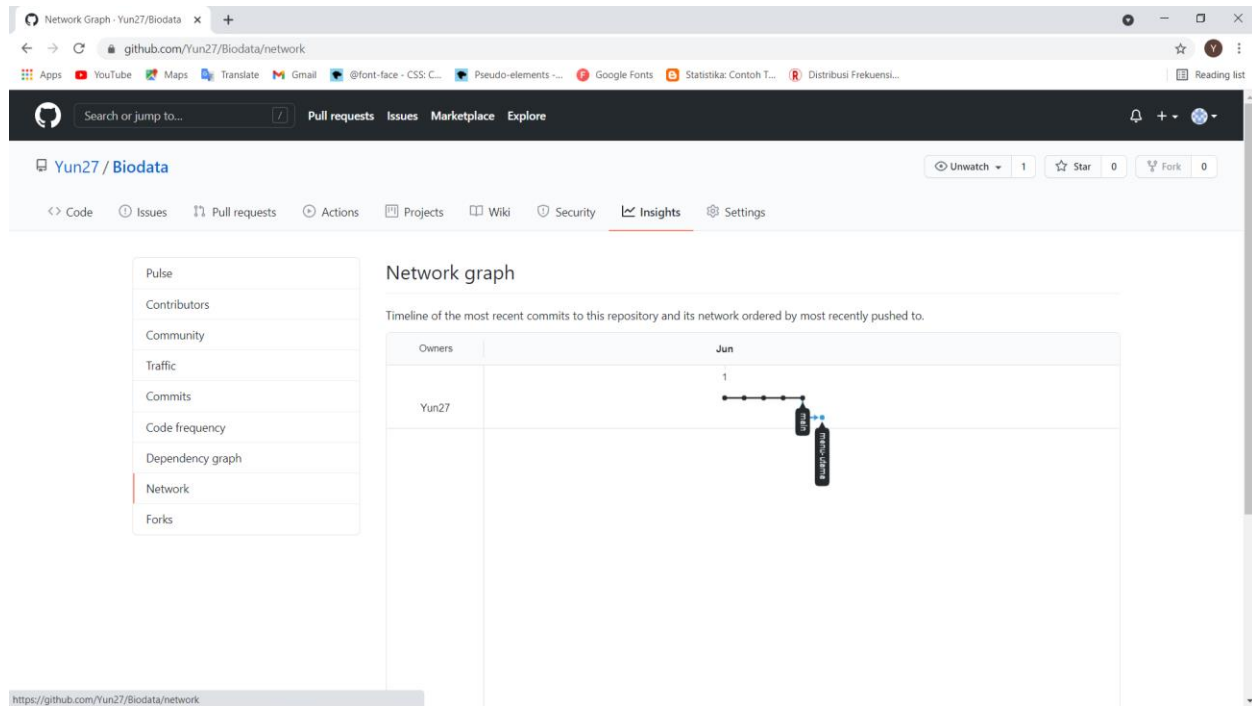 Network Graph · Yun27/Biodata
github.com/Yun27/Biodata/network
Y
Apps YouTube Maps Translate Gmail @font-face - CSS: C... Pseudo-elements -... Google Fonts Statistika: Contoh T... Distribusi Frekuensi... Reading list
Search or jump to... / Pull requests Issues Marketplace Explore
Yun27 / Biodata Unwatch 1 Star 0 Fork 0
Code Issues Pull requests Actions Projects Wiki Security Insights Settings
Pulse
Contributors
Community
Traffic
Commits
Code frequency
Dependency graph
Network
Forks
Network graph
Timeline of the most recent commits to this repository and its network ordered by most recently pushed to.
Owners Jun
1
Yun27
main
menu-utama
https://github.com/Yun27/Biodata/network